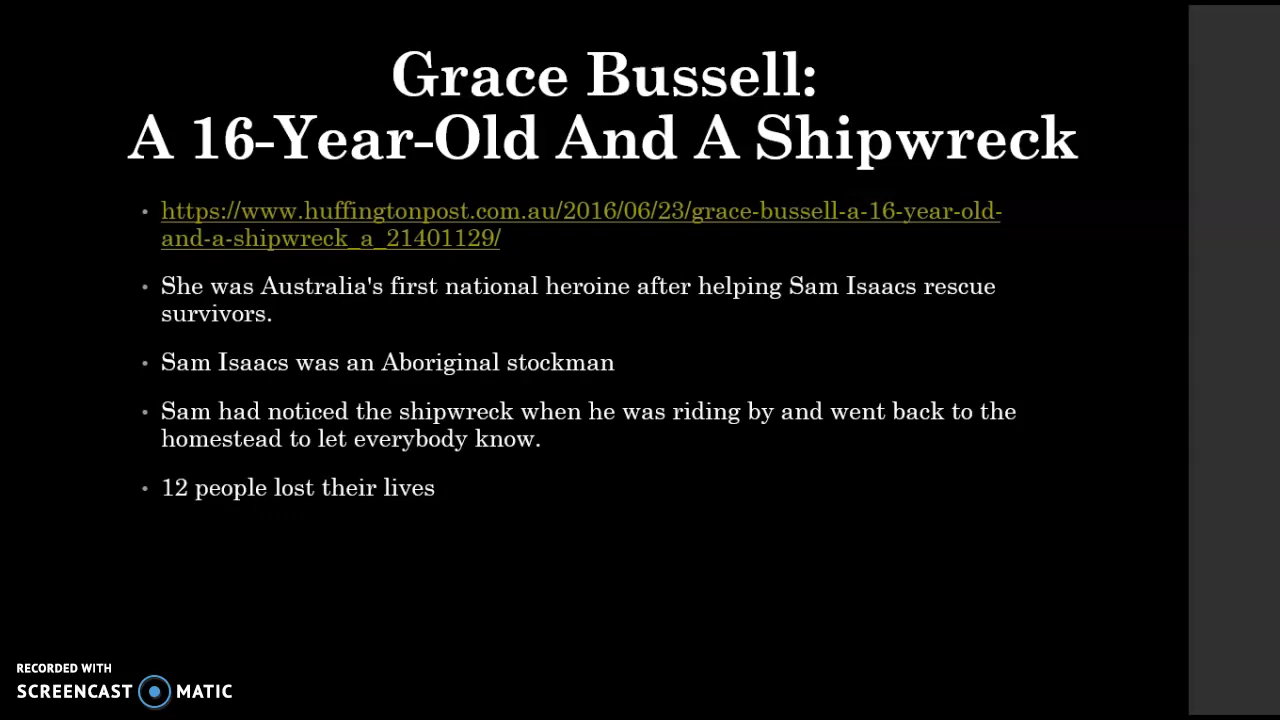 Grace Bussell:
A 16-Year-Old And A Shipwreck
• https://www.huffingtonpost.com.au/2016/06/23/grace-bussell-a-16-year-old-
and-a-shipwreck_a_21401129/
• She was Australia's first national heroine after helping Sam Isaacs rescue
survivors.
• Sam Isaacs was an Aboriginal stockman
• Sam had noticed the shipwreck when he was riding by and went back to the
homestead to let everybody know.
• 12 people lost their lives
RECORDED WITH
SCREENCAST MATIC